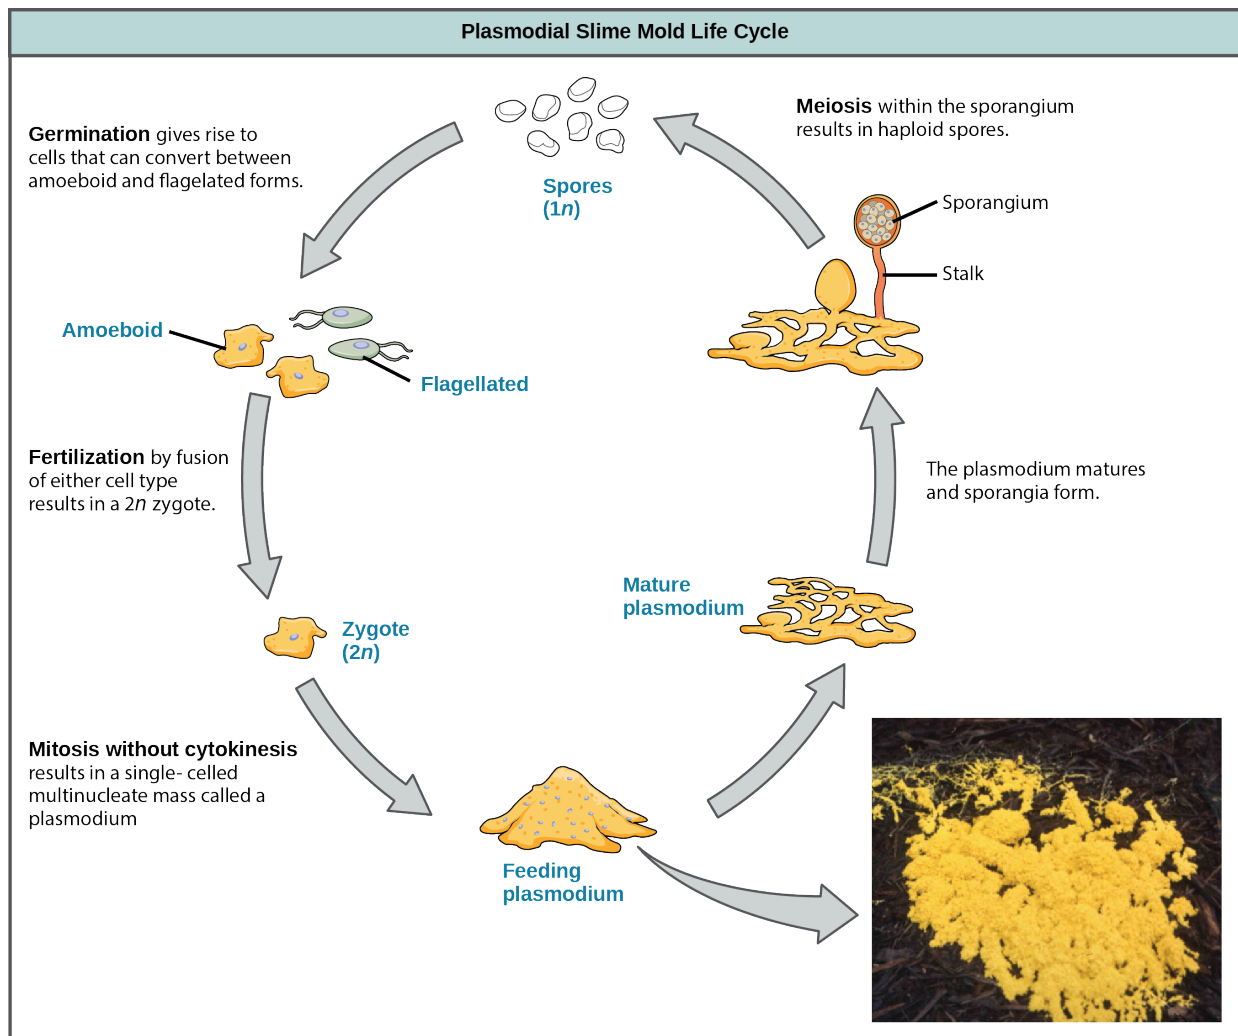 Plasmodial Slime Mold Life Cycle
Germination gives rise to
cells that can convert between
amoeboid and flagelated forms.
Spores
(1n)
Meiosis within the sporangium
results in haploid spores.
Sporangium
Stalk
Amoeboid
Flagellated
Fertilization by fusion
of either cell type
results in a 2n zygote.
The plasmodium matures
and sporangia form.
Zygote
(2n)
Mature
plasmodium
Mitosis without cytokinesis
results in a single- celled
multinucleate mass called a
plasmodium
Feeding
plasmodium